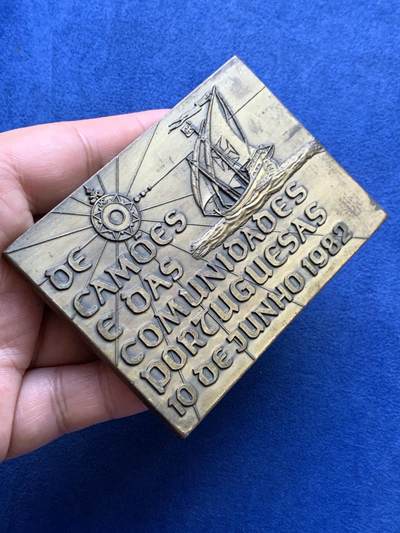 DE
CAMÕES
E DAS
COMUNIDADES
PORTUGUESAS
10 DE JUNHO 1982